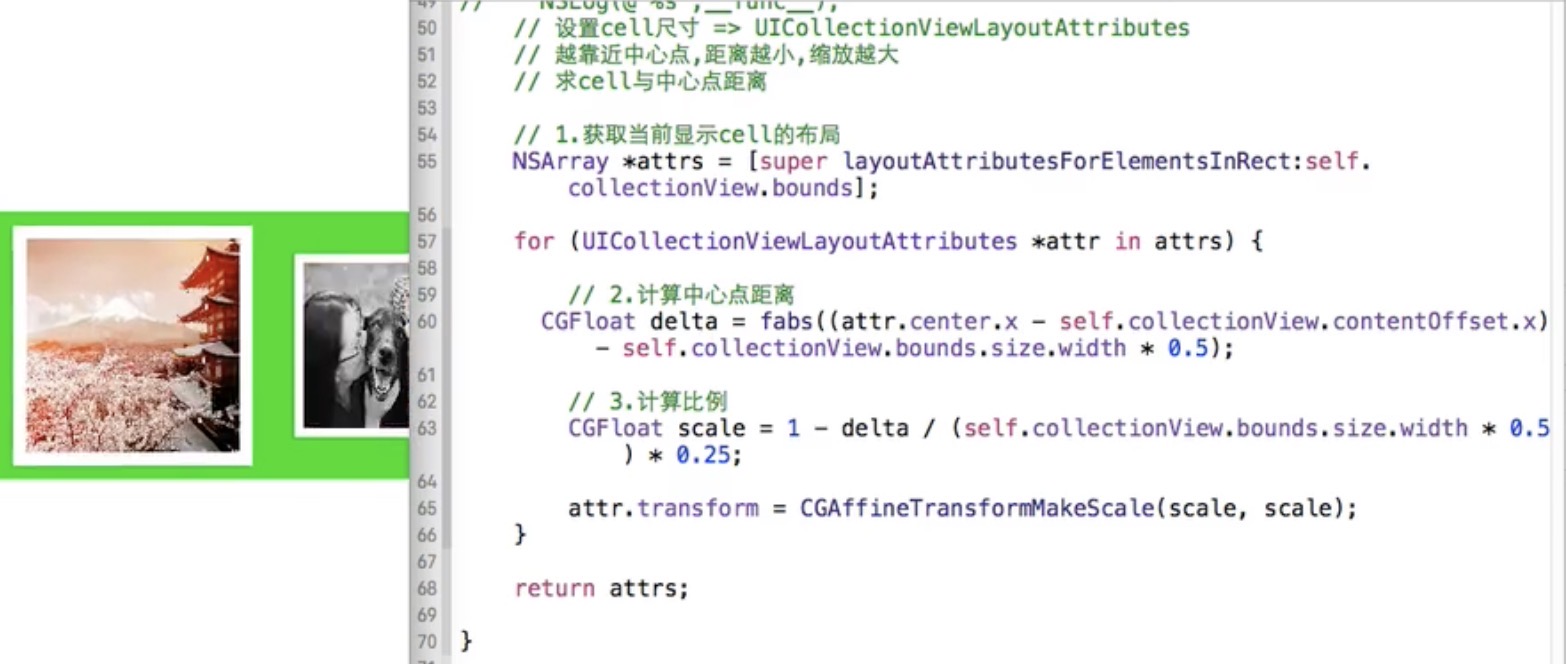 49 // NSLog(@"%s",__func__);
50 // 设置cell尺寸 => UICollectionViewLayoutAttributes
51 // 越靠近中心点,距离越小,缩放越大
52 // 求cell与中心点距离
53
54 // 1.获取当前显示cell的布局
55 NSArray *attrs = [super layoutAttributesForElementsInRect:self.
collectionView.bounds];
56
57 for (UICollectionViewLayoutAttributes *attr in attrs) {
58
59 // 2.计算中心点距离
60 CGFloat delta = fabs((attr.center.x - self.collectionView.contentOffset.x)
- self.collectionView.bounds.size.width * 0.5);
61
62 // 3.计算比例
63 CGFloat scale = 1 - delta / (self.collectionView.bounds.size.width * 0.5
) * 0.25;
64
65 attr.transform = CGAffineTransformMakeScale(scale, scale);
66 }
67
68 return attrs;
69
70 }